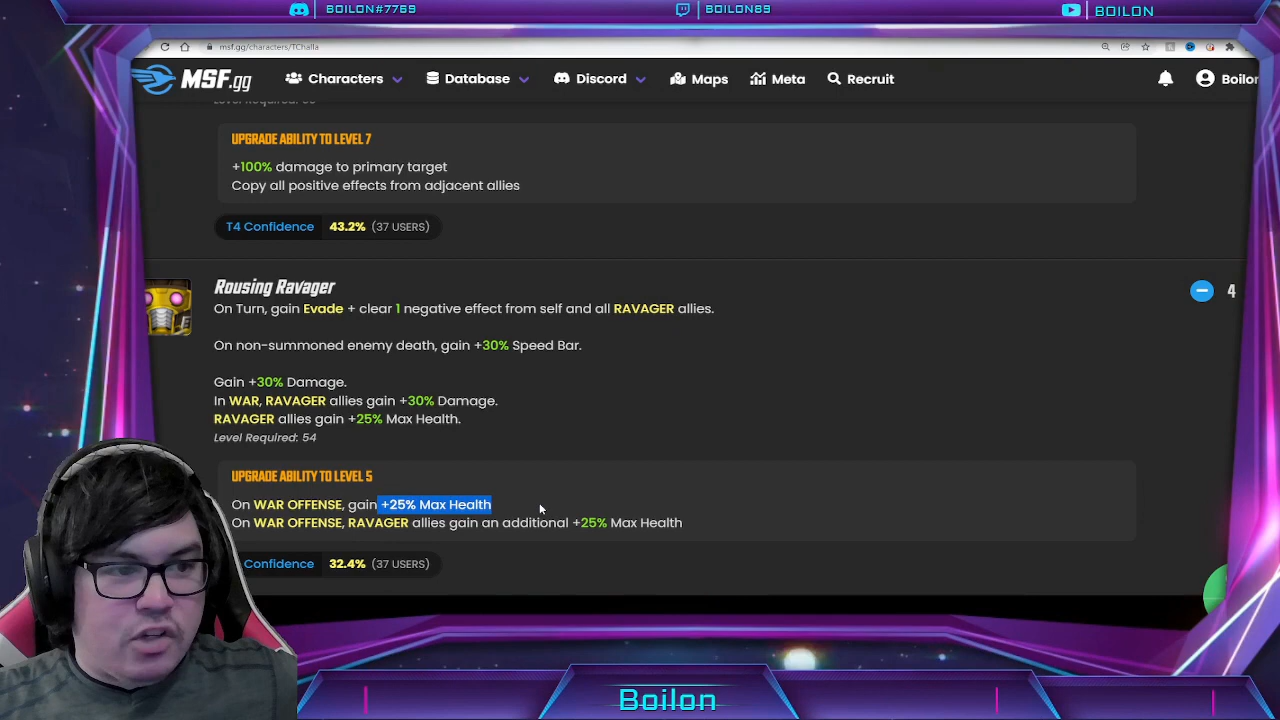 BOILON#7769
BOILON89
BOILON
msf.gg/characters/TChalla
MSF.gg
Characters
Database
Discord
Maps
Meta
Recruit
Boilon
UPGRADE ABILITY TO LEVEL 7
+100% damage to primary target
Copy all positive effects from adjacent allies
T4 Confidence 43.2% (37 USERS)
Rousing Ravager
4
On Turn, gain Evade + clear 1 negative effect from self and all RAVAGER allies.
On non-summoned enemy death, gain +30% Speed Bar.
Gain +30% Damage.
In WAR, RAVAGER allies gain +30% Damage.
RAVAGER allies gain +25% Max Health.
Level Required: 54
UPGRADE ABILITY TO LEVEL 5
On WAR OFFENSE, gain +25% Max Health
On WAR OFFENSE, RAVAGER allies gain an additional +25% Max Health
Confidence 32.4% (37 USERS)
Boilon